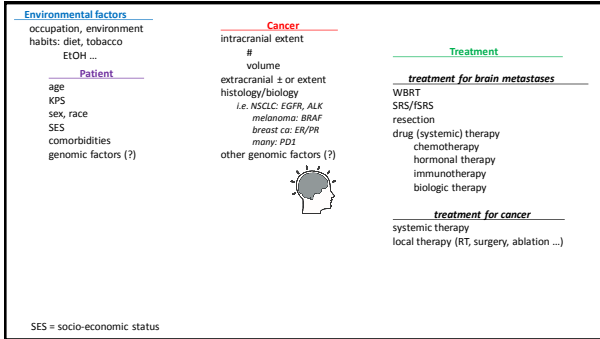 Environmental factors
occupation, environment
habits: diet, tobacco
EtOH ...
Patient
age
KPS
sex, race
SES
comorbidities
genomic factors (?)
Cancer
intracranial extent
#
volume
extracranial ± or extent
histology/biology
i.e. NSCLC: EGFR, ALK
melanoma: BRAF
breast ca: ER/PR
many: PD1
other genomic factors (?)
Treatment
treatment for brain metastases
WBRT
SRS/fSRS
resection
drug (systemic) therapy
chemotherapy
hormonal therapy
immunotherapy
biologic therapy
treatment for cancer
systemic therapy
local therapy (RT, surgery, ablation ...)
SES = socio-economic status